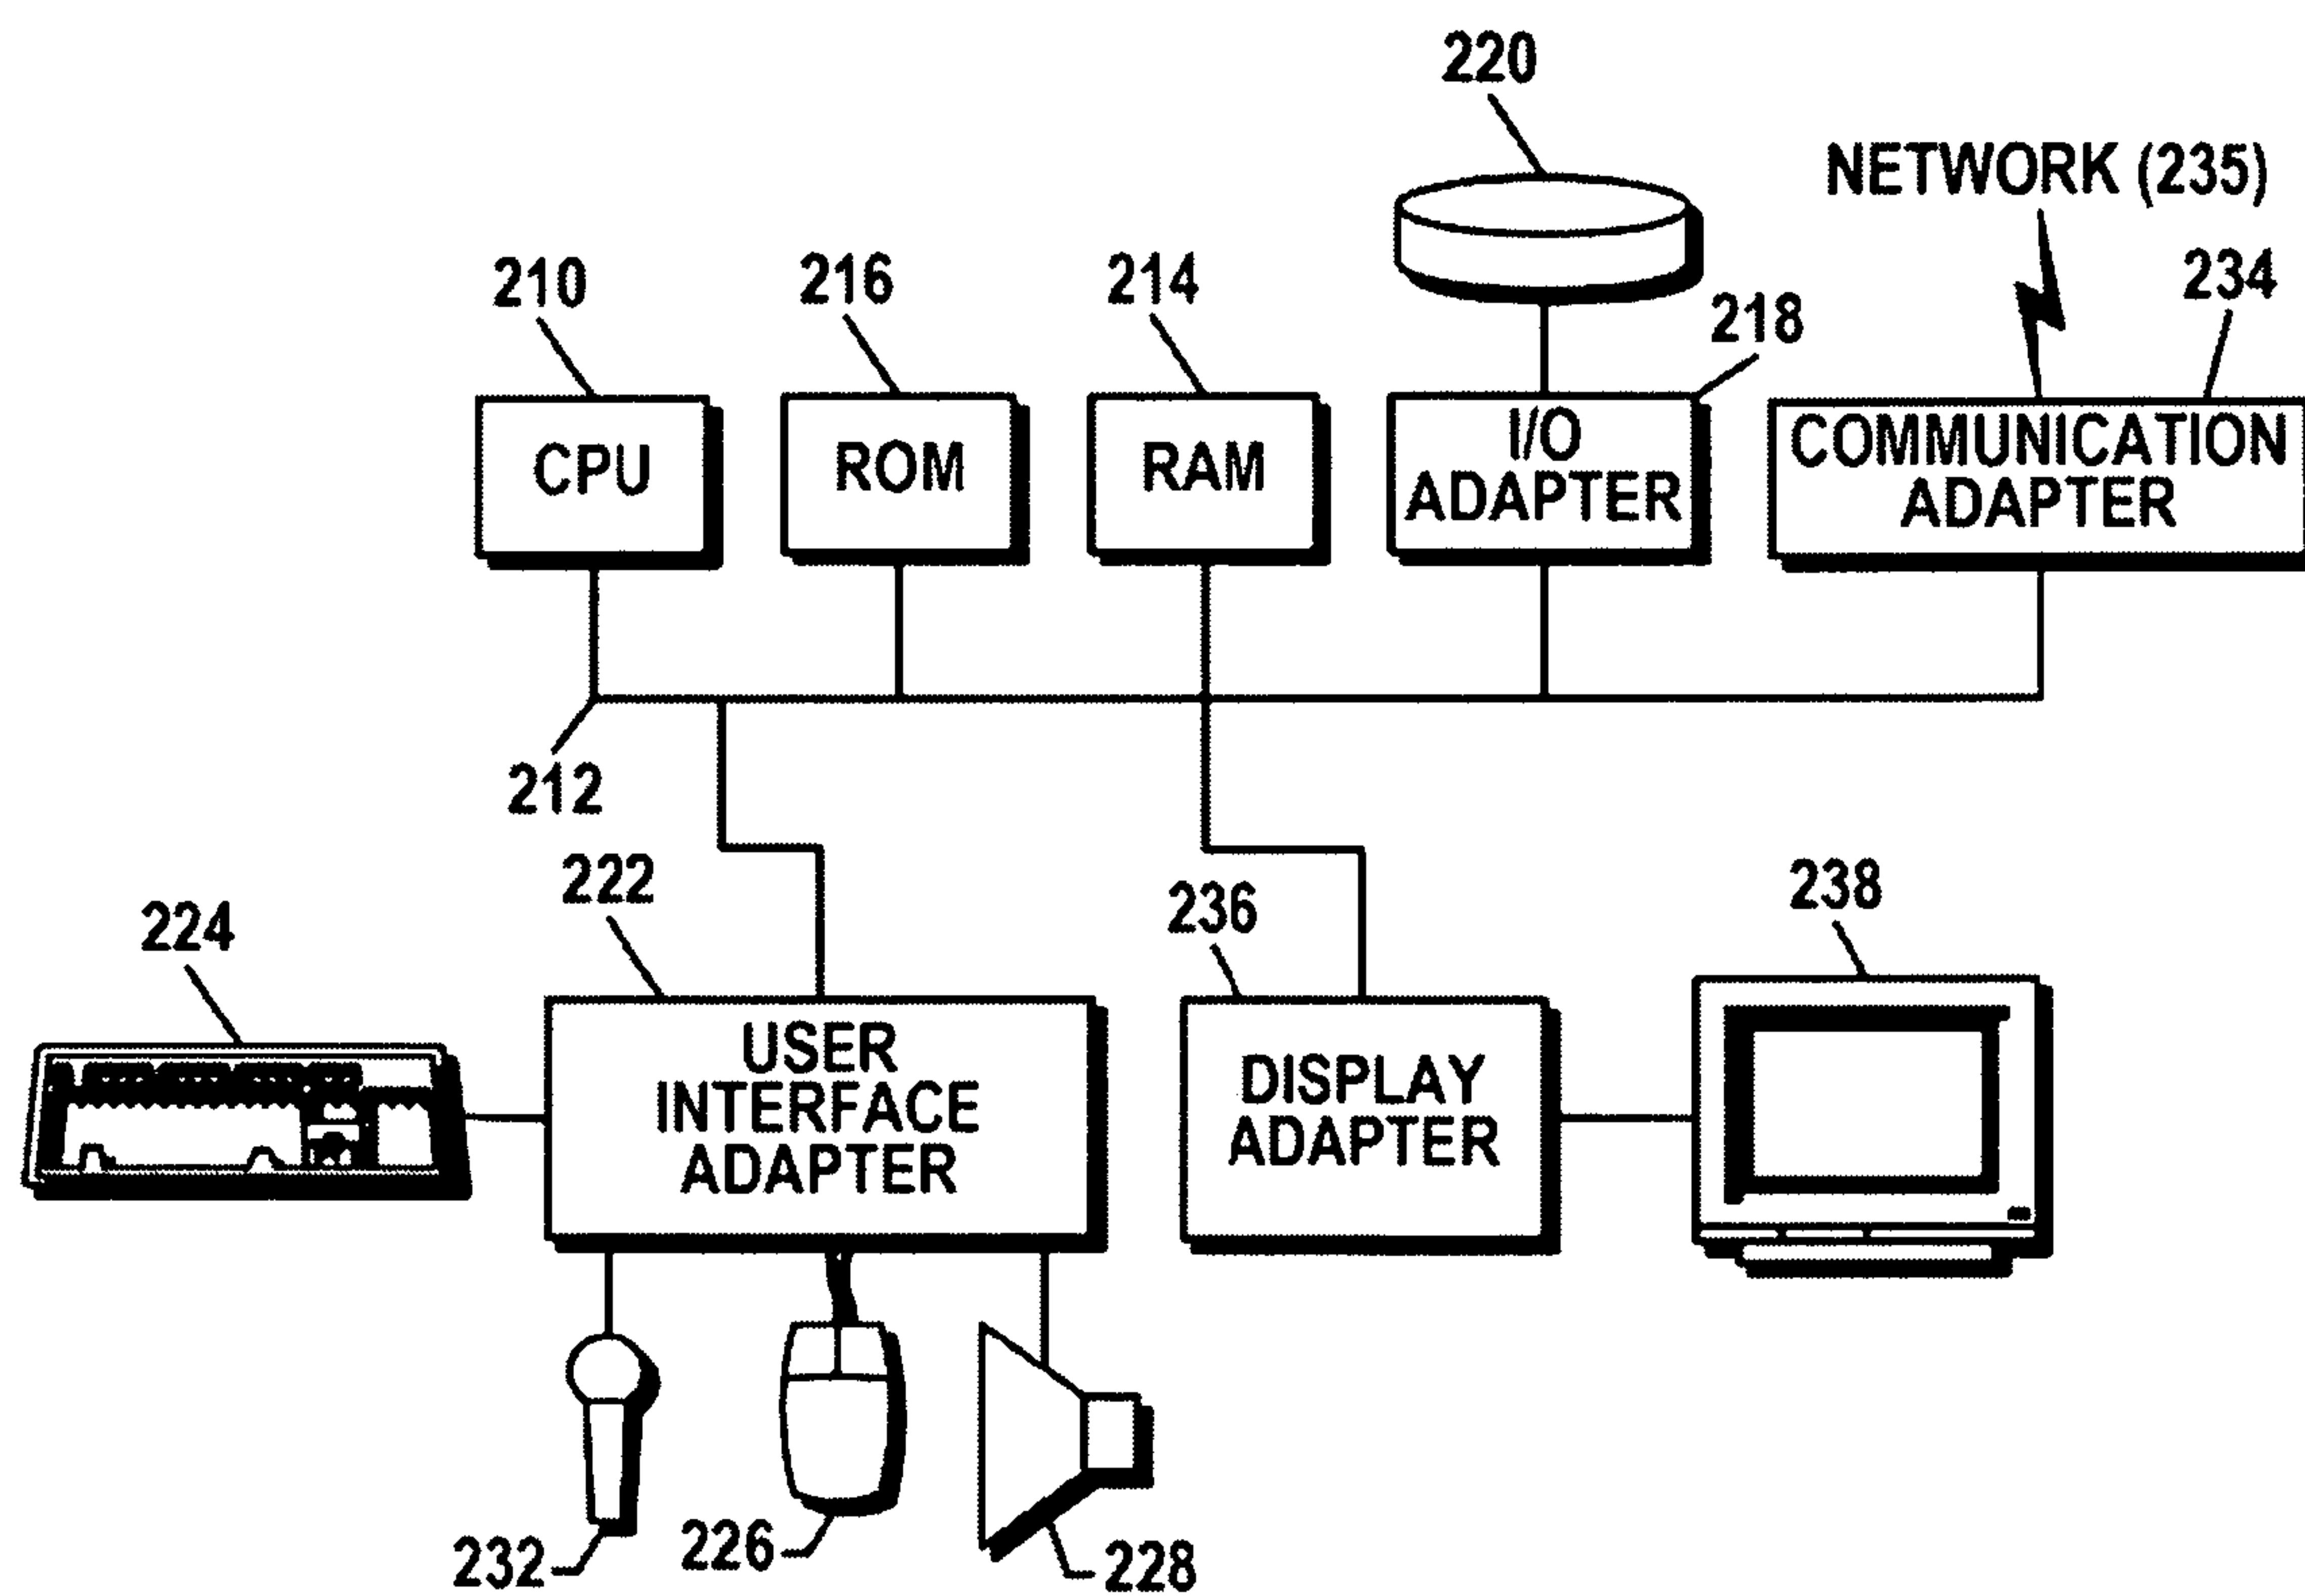 220
NETWORK (235)
210
216
214
218
234
CPU
ROM
RAM
I/O
ADAPTER
COMMUNICATION
ADAPTER
212
222
224
236
238
USER
INTERFACE
ADAPTER
DISPLAY
ADAPTER
232
226
228